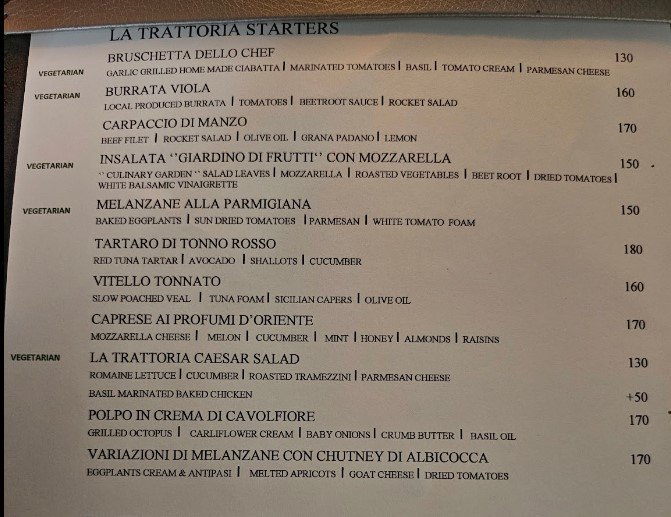 LA TRATTORIA STARTERS
BRUSCHETTA DELLO CHEF 130
VEGETARIAN GARLIC GRILLED HOME MADE CIABATTA | MARINATED TOMATOES | BASIL | TOMATO CREAM | PARMESAN CHEESE
BURRATA VIOLA 160
VEGETARIAN LOCAL PRODUCED BURRATA | TOMATOES | BEETROOT SAUCE | ROCKET SALAD
CARPACCIO DI MANZO 170
BEEF FILET | ROCKET SALAD | OLIVE OIL | GRANA PADANO | LEMON
INSALATA ‘‘GIARDINO DI FRUTTI‘‘ CON MOZZARELLA 150
VEGETARIAN ‘‘ CULINARY GARDEN ‘‘ SALAD LEAVES | MOZZARELLA | ROASTED VEGETABLES | BEET ROOT | DRIED TOMATOES |
WHITE BALSAMIC VINAIGRETTE
MELANZANE ALLA PARMIGIANA 150
VEGETARIAN BAKED EGGPLANTS | SUN DRIED TOMATOES | PARMESAN | WHITE TOMATO FOAM
TARTARO DI TONNO ROSSO 180
RED TUNA TARTAR | AVOCADO | SHALLOTS | CUCUMBER
VITELLO TONNATO 160
SLOW POACHED VEAL | TUNA FOAM | SICILIAN CAPERS | OLIVE OIL
CAPRESE AI PROFUMI D’ORIENTE 170
MOZZARELLA CHEESE | MELON | CUCUMBER | MINT | HONEY | ALMONDS | RAISINS
VEGETARIAN LA TRATTORIA CAESAR SALAD 130
ROMAINE LETTUCE | CUCUMBER | ROASTED TRAMEZZINI | PARMESAN CHEESE
BASIL MARINATED BAKED CHICKEN +50
POLPO IN CREMA DI CAVOLFIORE 170
GRILLED OCTOPUS | CARLIFLOWER CREAM | BABY ONIONS | CRUMB BUTTER | BASIL OIL
VARIAZIONI DI MELANZANE CON CHUTNEY DI ALBICOCCA 170
EGGPLANTS CREAM & ANTIPASI | MELTED APRICOTS | GOAT CHEESE | DRIED TOMATOES